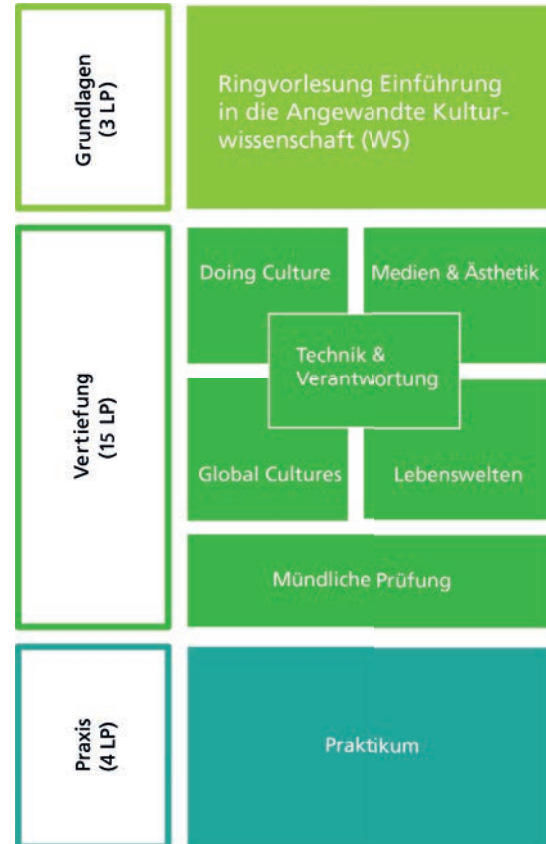 Grundlagen
(3 LP)
Ringvorlesung Einführung
in die Angewandte Kultur-
wissenschaft (WS)
Vertiefung
(15 LP)
Doing Culture
Medien & Ästhetik
Technik &
Verantwortung
Global Cultures
Lebenswelten
Mündliche Prüfung
Praxis
(4 LP)
Praktikum